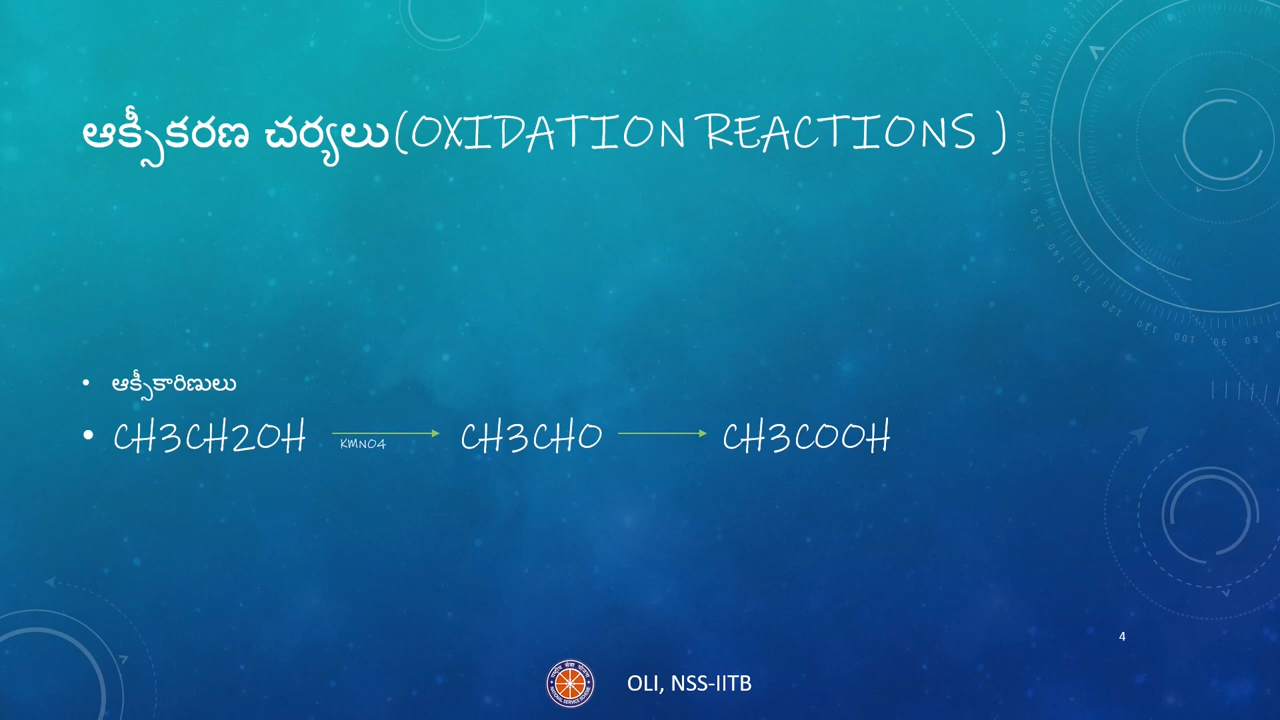 ఆక్సీకరణ చర్యలు(OXIDATION REACTIONS )
• ఆక్సీకారిణులు
• CH3CH2OH KMNO4 CH3CHO CH3COOH
4
OLI, NSS-IITB